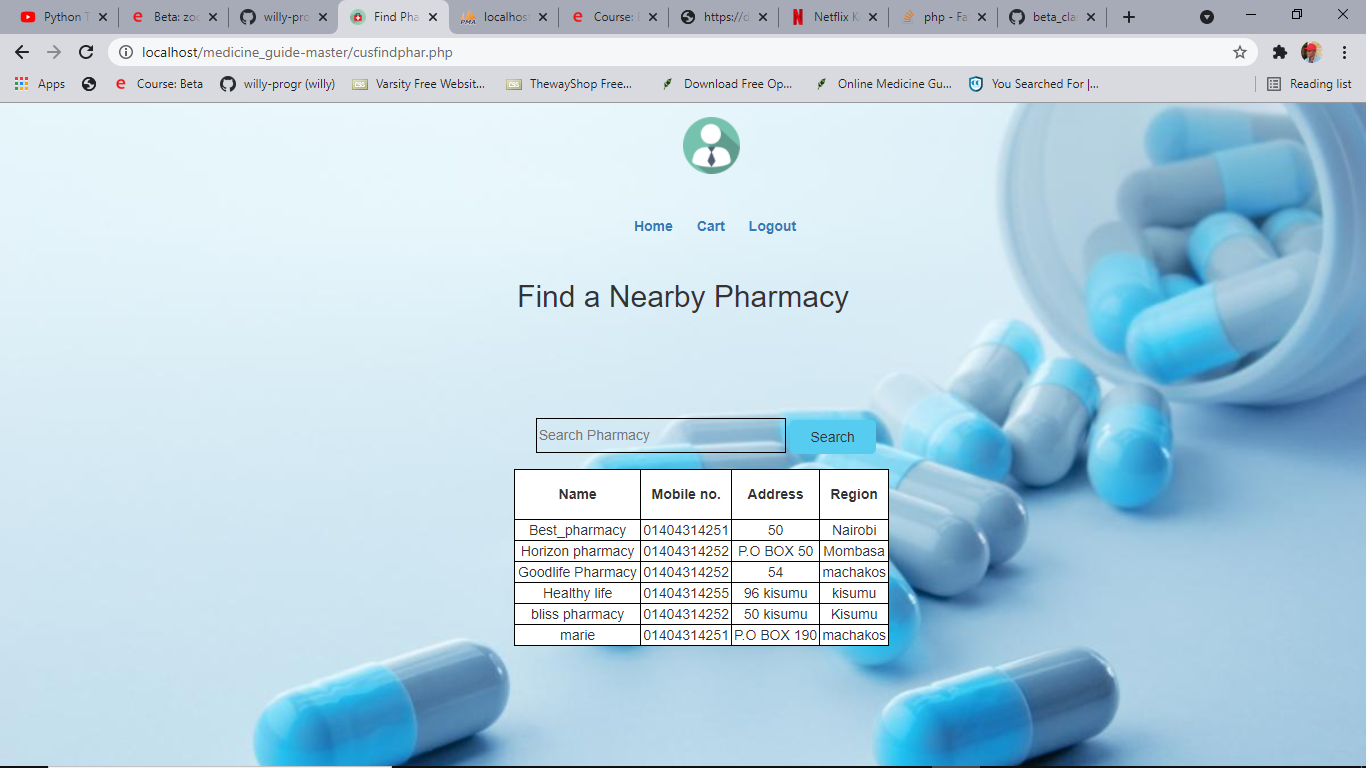 Python T
Beta: zoo
willy-pro
Find Pha
localhost
Course: 
https://d
Netflix K
php - Fa
beta_cla
localhost/medicine_guide-master/cusfindphar.php
Apps
Course: Beta
willy-progr (willy)
Varsity Free Websit...
ThewayShop Free...
Download Free Op...
Online Medicine Gu...
You Searched For |...
Reading list
Home Cart Logout
Find a Nearby Pharmacy
Search Pharmacy Search
Name Mobile no. Address Region
Best_pharmacy 01404314251 50 Nairobi
Horizon pharmacy 01404314252 P.O BOX 50 Mombasa
Goodlife Pharmacy 01404314252 54 machakos
Healthy life 01404314255 96 kisumu kisumu
bliss pharmacy 01404314252 50 kisumu Kisumu
marie 01404314251 P.O BOX 190 machakos